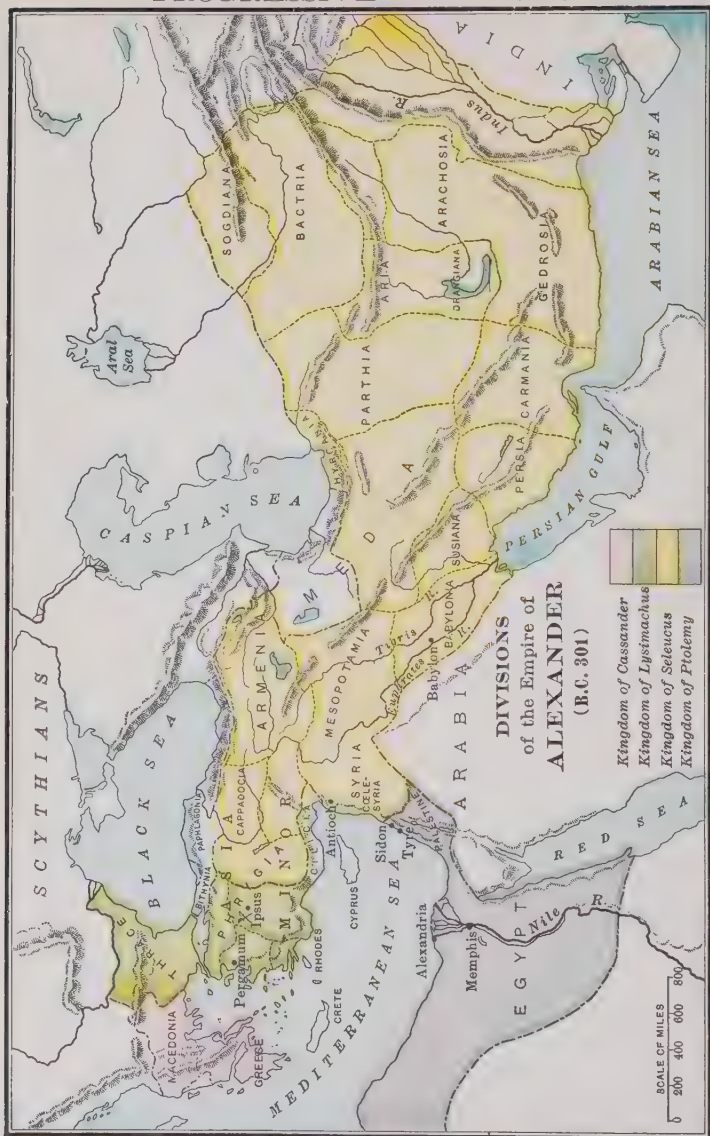 SCYTHIANS
Aral
Sea
CASPIAN SEA
BLACK SEA
SOGDIANA
BACTRIA
INDIA
Indus R.
ARACHOSIA
ARIA
DRANGIANA
GEDROSIA
PARTHIA
CARMANIA
PERSIA
ARABIAN SEA
HYRCANIA
MEDIA
SUSIANA
PERSIAN GULF
ARMENIA
MESOPOTAMIA
Tigris R.
BABYLONIA
Euphrates R.
Babylon
ARABIA
THRACE
MACEDONIA
GREESE
BITHYNIA
PAPHLAGONIA
CAPPADOCIA
ASIA
PHRYGIA
MINOR
Pergamum
Ipsus
CILICIA
Antioch
SYRIA
CŒLE-
SYRIA
CYPRUS
RHODES
CRETE
MEDITERRANEAN SEA
Sidon
Tyre
PALESTINE
Alexandria
Memphis
Nile R.
EGYPT
RED SEA
DIVISIONS
of the Empire of
ALEXANDER
(B.C. 301)
Kingdom of Cassander
Kingdom of Lysimachus
Kingdom of Seleucus
Kingdom of Ptolemy
SCALE OF MILES
0 200 400 600 800